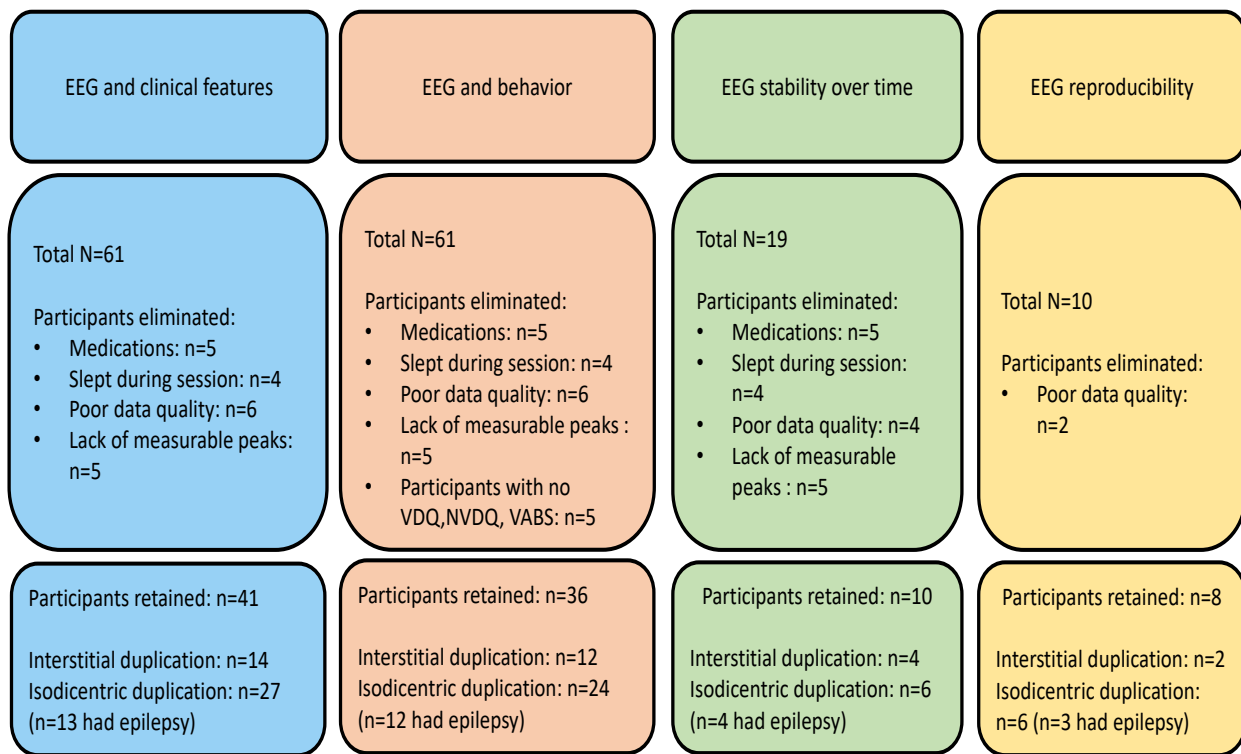 EEG and clinical features
EEG and behavior
EEG stability over time
EEG reproducibility
Total N=61
Participants eliminated:
• Medications: n=5
• Slept during session: n=4
• Poor data quality: n=6
• Lack of measurable peaks:
n=5
Total N=61
Participants eliminated:
• Medications: n=5
• Slept during session: n=4
• Poor data quality: n=6
• Lack of measurable peaks :
n=5
• Participants with no
VDQ,NVDQ, VABS: n=5
Total N=19
Participants eliminated:
• Medications: n=5
• Slept during session:
n=4
• Poor data quality: n=4
• Lack of measurable
peaks : n=5
Total N=10
Participants eliminated:
• Poor data quality:
n=2
Participants retained: n=41
Interstitial duplication: n=14
Isodicentric duplication: n=27
(n=13 had epilepsy)
Participants retained: n=36
Interstitial duplication: n=12
Isodicentric duplication: n=24
(n=12 had epilepsy)
Participants retained: n=10
Interstitial duplication: n=4
Isodicentric duplication: n=6
(n=4 had epilepsy)
Participants retained: n=8
Interstitial duplication: n=2
Isodicentric duplication:
n=6 (n=3 had epilepsy)